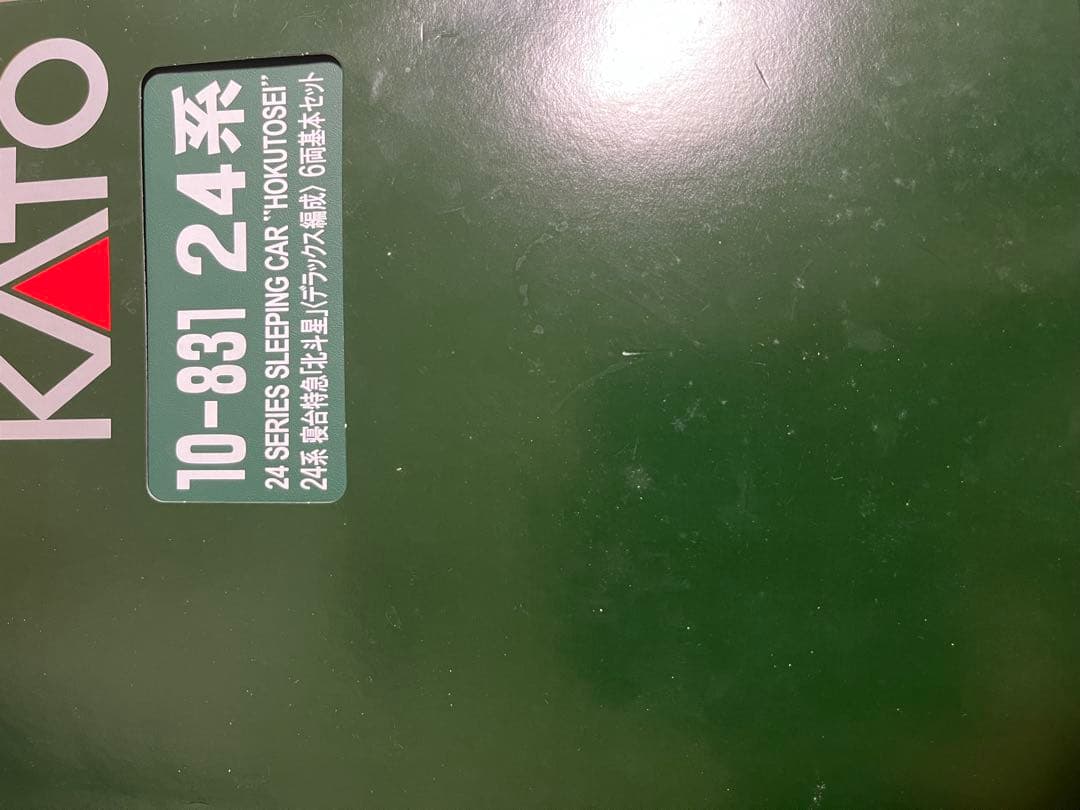 KATO
10-831 24系
24 SERIES SLEEPING CAR "HOKUTOSEI"
24系 寝台特急「北斗星」〈デラックス編成〉 6両基本セット